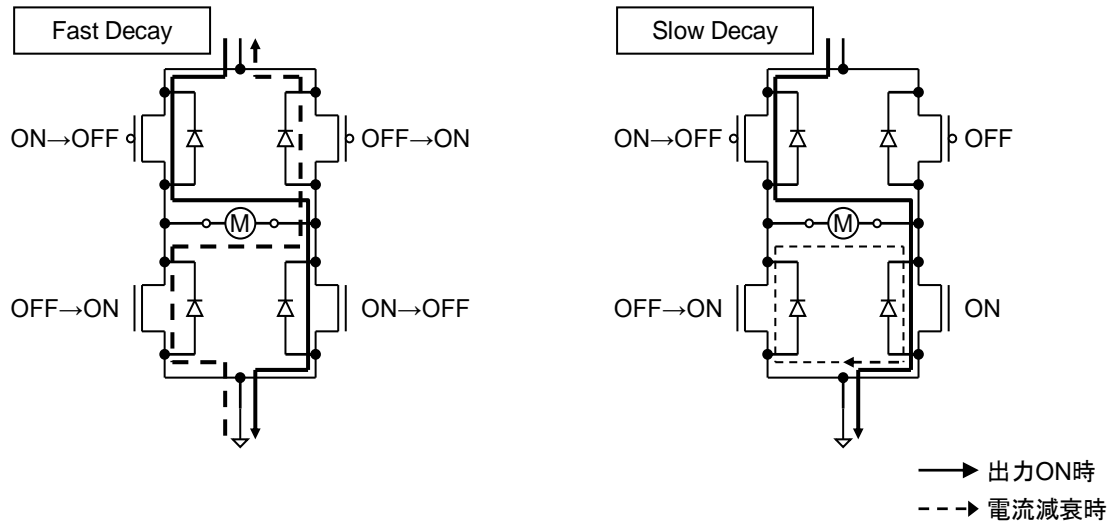 Fast Decay
Slow Decay
ON→OFF
OFF→ON
ON→OFF
OFF
M
M
OFF→ON
ON→OFF
OFF→ON
ON
出力ON時
電流減衰時